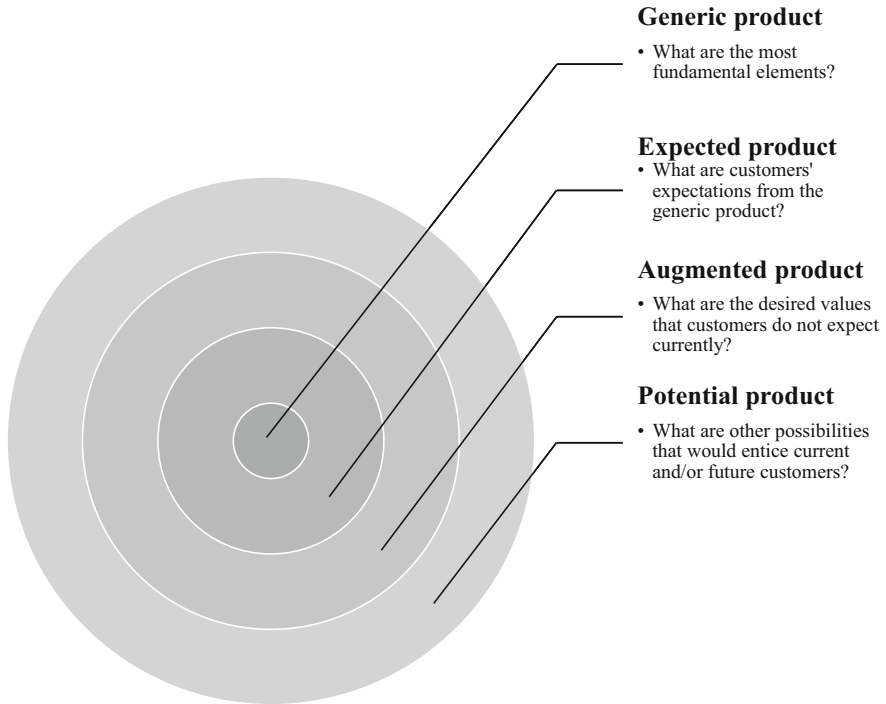 Generic product
• What are the most
fundamental elements?
Expected product
• What are customers'
expectations from the
generic product?
Augmented product
• What are the desired values
that customers do not expect
currently?
Potential product
• What are other possibilities
that would entice current
and/or future customers?